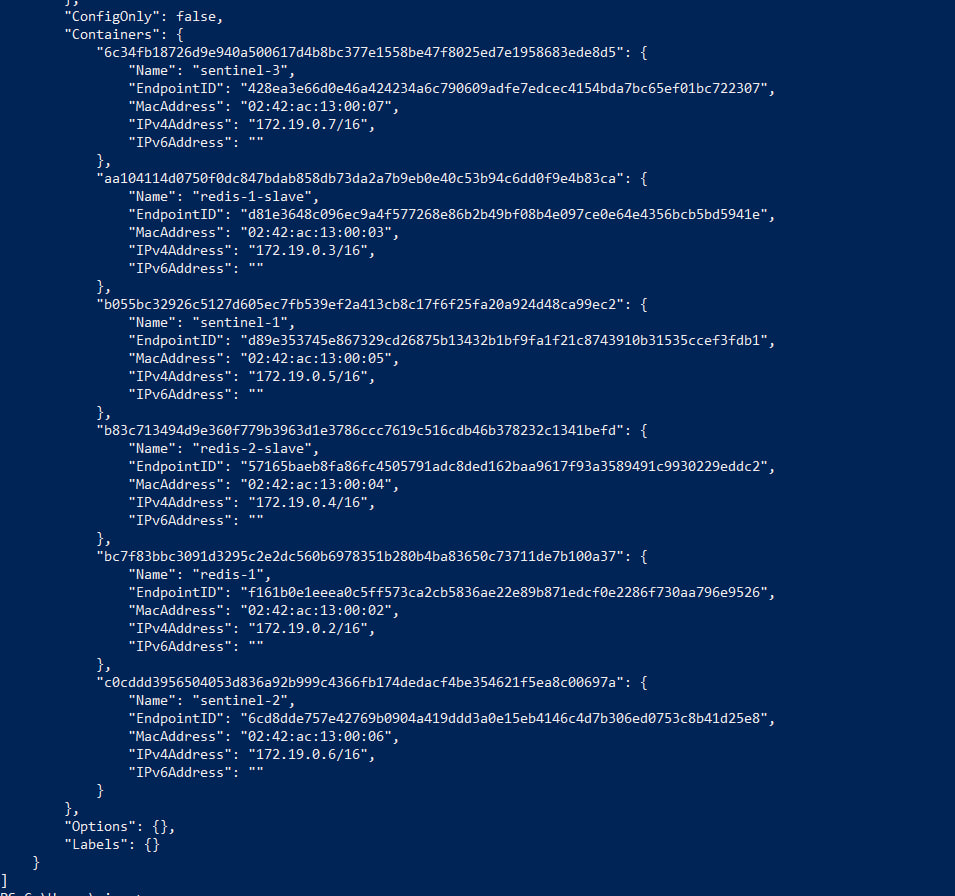 },
"ConfigOnly": false,
"Containers": {
"6c34fb18726d9e940a500617d4b8bc377e1558be47f8025ed7e1958683ede8d5": {
"Name": "sentinel-3",
"EndpointID": "428ea3e66d0e46a424234a6c790609adfe7edcec4154bda7bc65ef01bc722307",
"MacAddress": "02:42:ac:13:00:07",
"IPv4Address": "172.19.0.7/16",
"IPv6Address": ""
},
"aa104114d0750f0dc847bdab858db73da2a7b9eb0e40c53b94c6dd0f9e4b83ca": {
"Name": "redis-1-slave",
"EndpointID": "d81e3648c096ec9a4f577268e86b2b49bf08b4e097ce0e64e4356bcb5bd5941e",
"MacAddress": "02:42:ac:13:00:03",
"IPv4Address": "172.19.0.3/16",
"IPv6Address": ""
},
"b055bc32926c5127d605ec7fb539ef2a413cb8c17f6f25fa20a924d48ca99ec2": {
"Name": "sentinel-1",
"EndpointID": "d89e353745e867329cd26875b13432b1bf9fa1f21c8743910b31535ccef3fdb1",
"MacAddress": "02:42:ac:13:00:05",
"IPv4Address": "172.19.0.5/16",
"IPv6Address": ""
},
"b83c713494d9e360f779b3963d1e3786ccc7619c516cdb46b378232c1341befd": {
"Name": "redis-2-slave",
"EndpointID": "57165baeb8fa86fc4505791adc8ded162baa9617f93a3589491c9930229eddc2",
"MacAddress": "02:42:ac:13:00:04",
"IPv4Address": "172.19.0.4/16",
"IPv6Address": ""
},
"bc7f83bbc3091d3295c2e2dc560b6978351b280b4ba83650c73711de7b100a37": {
"Name": "redis-1",
"EndpointID": "f161b0e1eeea0c5ff573ca2cb5836ae22e89b871edcf0e2286f730aa796e9526",
"MacAddress": "02:42:ac:13:00:02",
"IPv4Address": "172.19.0.2/16",
"IPv6Address": ""
},
"c0cddd3956504053d836a92b999c4366fb174dedacf4be354621f5ea8c00697a": {
"Name": "sentinel-2",
"EndpointID": "6cd8dde757e42769b0904a419ddd3a0e15eb4146c4d7b306ed0753c8b41d25e8",
"MacAddress": "02:42:ac:13:00:06",
"IPv4Address": "172.19.0.6/16",
"IPv6Address": ""
}
},
"Options": {},
"Labels": {}
}
]